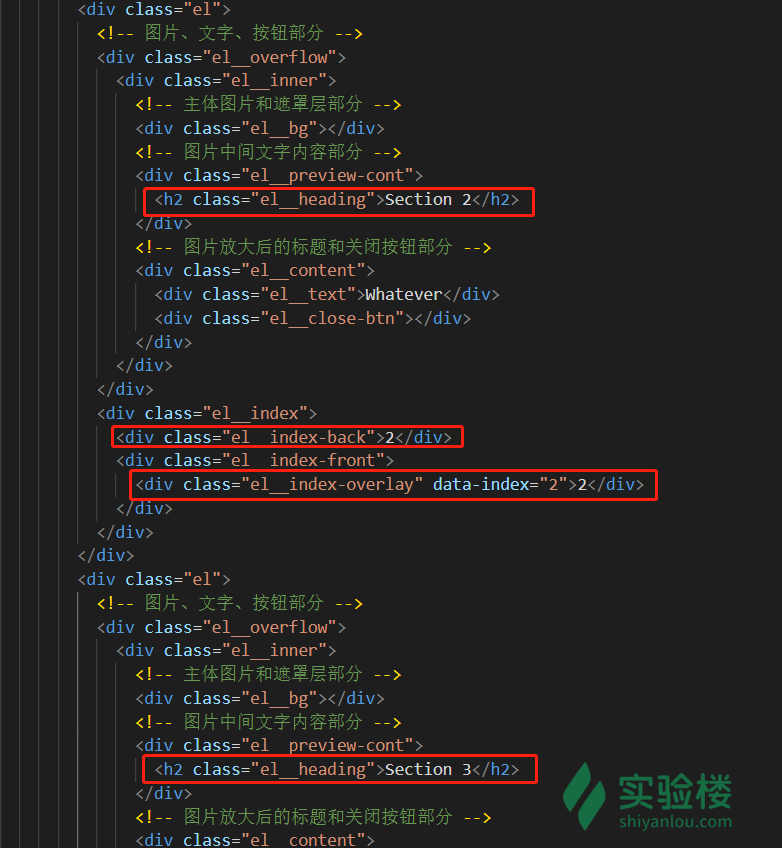 <div class="el">
<!-- 图片、文字、按钮部分 -->
<div class="el__overflow">
<div class="el__inner">
<!-- 主体图片和遮罩层部分 -->
<div class="el__bg"></div>
<!-- 图片中间文字内容部分 -->
<div class="el__preview-cont">
<h2 class="el__heading">Section 2</h2>
</div>
<!-- 图片放大后的标题和关闭按钮部分 -->
<div class="el__content">
<div class="el__text">Whatever</div>
<div class="el__close-btn"></div>
</div>
</div>
</div>
<div class="el__index">
<div class="el__index-back">2</div>
<div class="el__index-front">
<div class="el__index-overlay" data-index="2">2</div>
</div>
</div>
</div>
<div class="el">
<!-- 图片、文字、按钮部分 -->
<div class="el__overflow">
<div class="el__inner">
<!-- 主体图片和遮罩层部分 -->
<div class="el__bg"></div>
<!-- 图片中间文字内容部分 -->
<div class="el__preview-cont">
<h2 class="el__heading">Section 3</h2>
</div>
<!-- 图片放大后的标题和关闭按钮部分 -->
<div class="el__content">
实验楼
shiyanlou.com